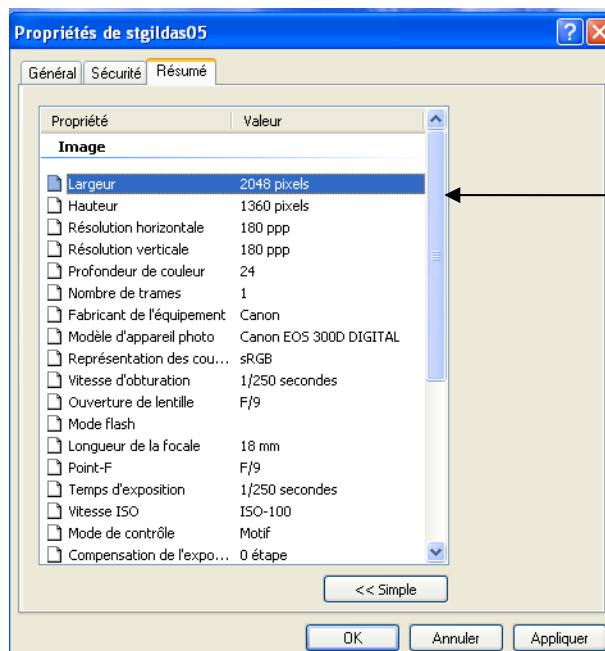 Propriétés de stgildas05
Général Sécurité Résumé
Propriété Valeur
Image
Largeur 2048 pixels
Hauteur 1360 pixels
Résolution horizontale 180 ppp
Résolution verticale 180 ppp
Profondeur de couleur 24
Nombre de trames 1
Fabricant de l'équipement Canon
Modèle d'appareil photo Canon EOS 300D DIGITAL
Représentation des cou... sRGB
Vitesse d'obturation 1/250 secondes
Ouverture de lentille F/9
Mode flash
Longueur de la focale 18 mm
Point-F F/9
Temps d'exposition 1/250 secondes
Vitesse ISO ISO-100
Mode de contrôle Motif
Compensation de l'expo... 0 étape
<< Simple
OK Annuler Appliquer